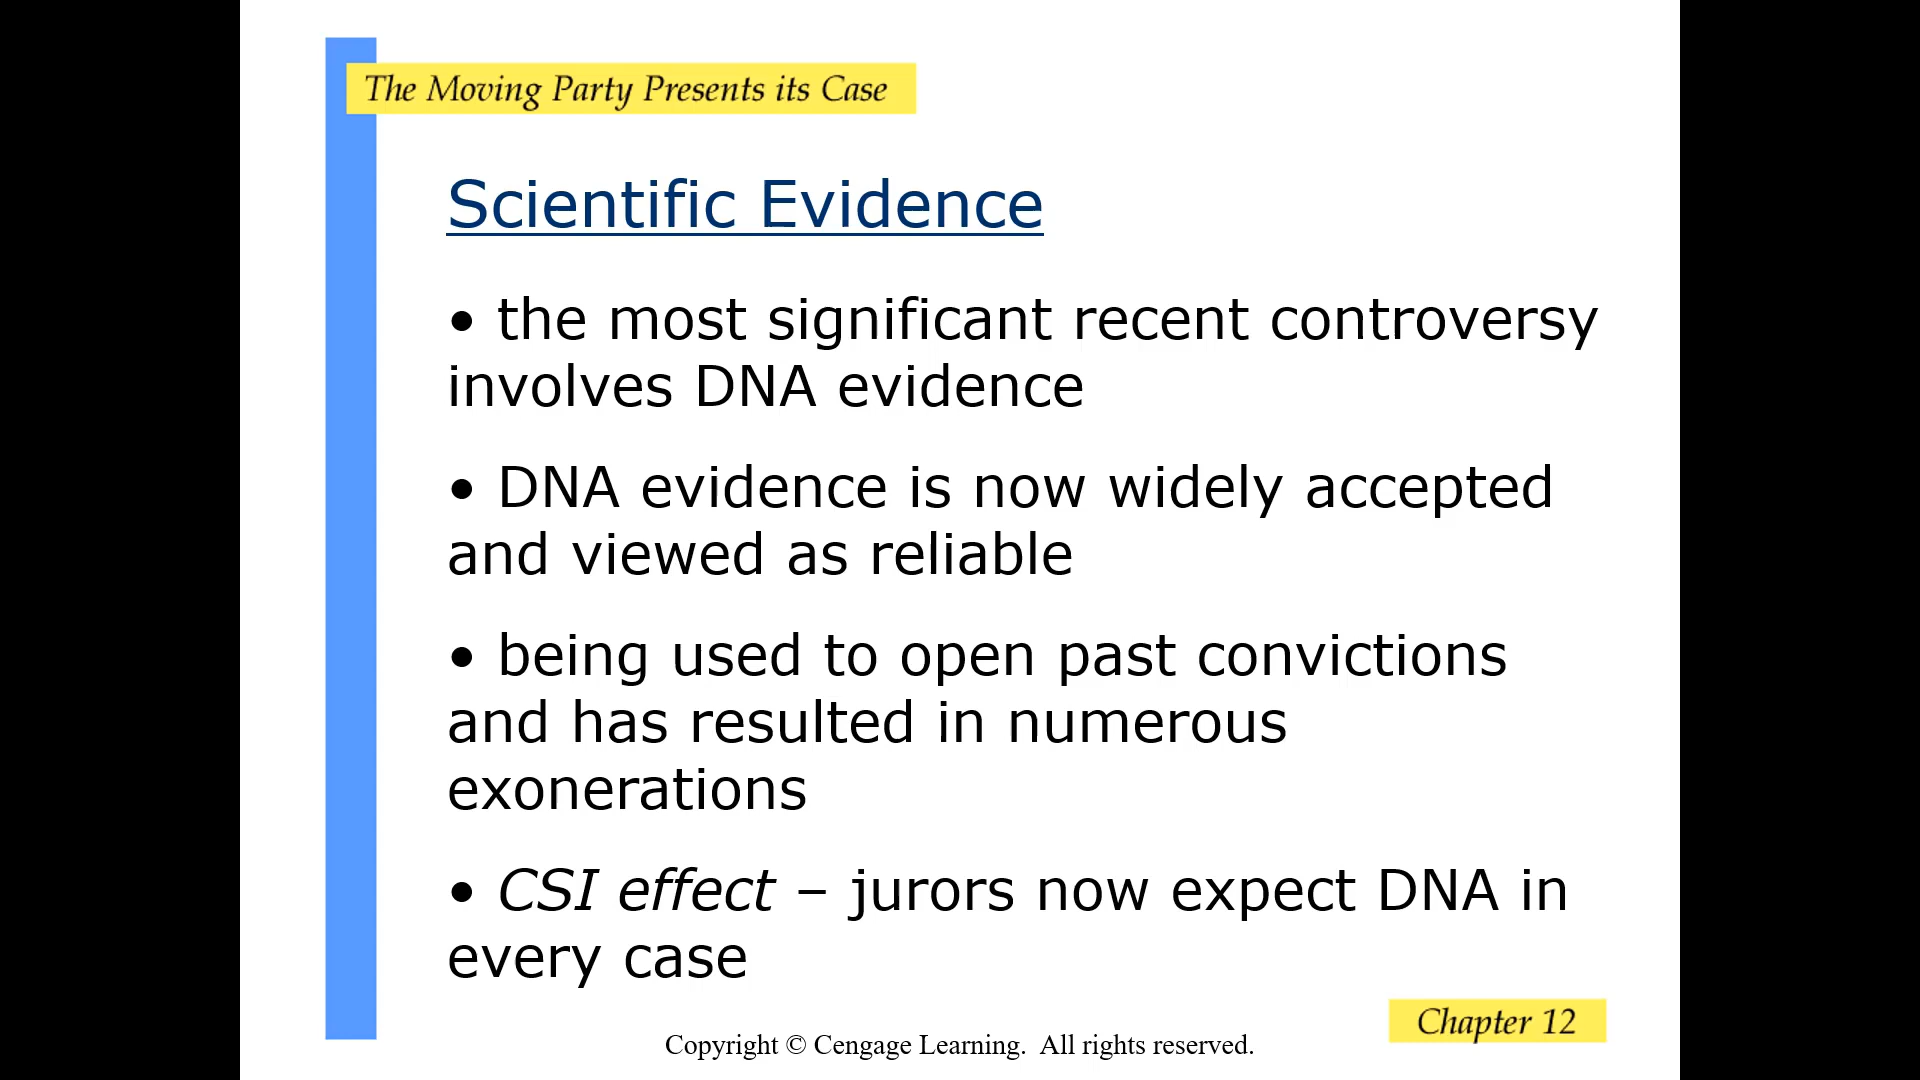 The Moving Party Presents its Case
Scientific Evidence
• the most significant recent controversy
involves DNA evidence
• DNA evidence is now widely accepted
and viewed as reliable
• being used to open past convictions
and has resulted in numerous
exonerations
• CSI effect – jurors now expect DNA in
every case
Chapter 12
Copyright © Cengage Learning.  All rights reserved.